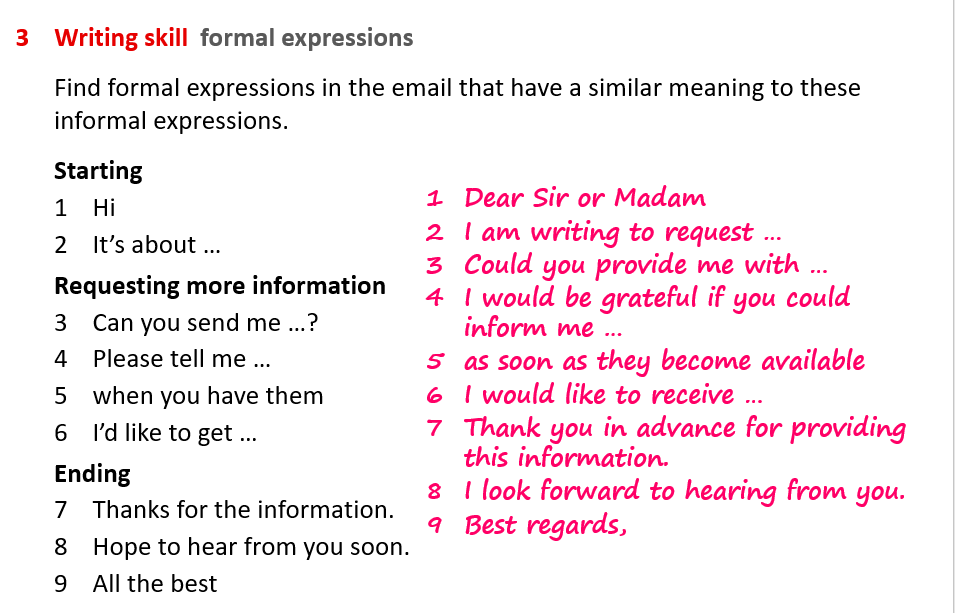 3 Writing skill formal expressions
Find formal expressions in the email that have a similar meaning to these
informal expressions.
Starting
1 Hi
2 It’s about …
Requesting more information
3 Can you send me …?
4 Please tell me …
5 when you have them
6 I’d like to get …
Ending
7 Thanks for the information.
8 Hope to hear from you soon.
9 All the best
1 Dear Sir or Madam
2 I am writing to request …
3 Could you provide me with …
4 I would be grateful if you could
inform me …
5 as soon as they become available
6 I would like to receive …
7 Thank you in advance for providing
this information.
8 I look forward to hearing from you.
9 Best regards,